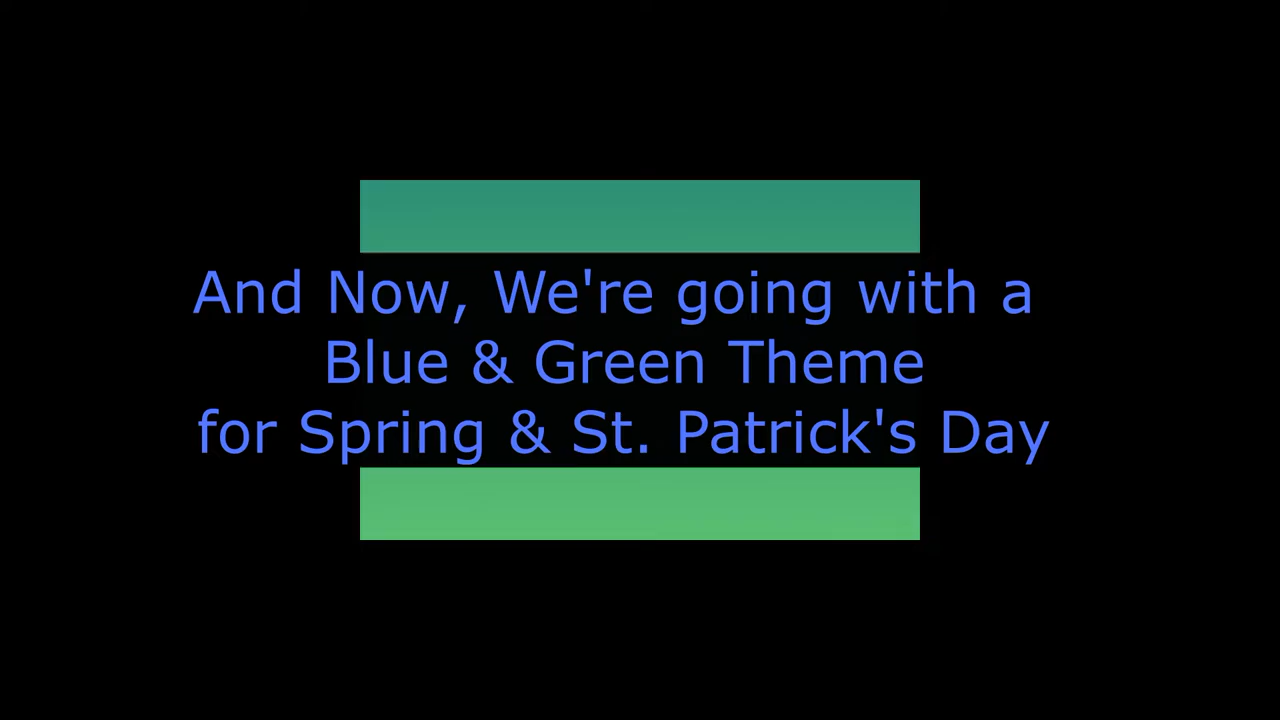 And Now, We're going with a
Blue & Green Theme
for Spring & St. Patrick's Day